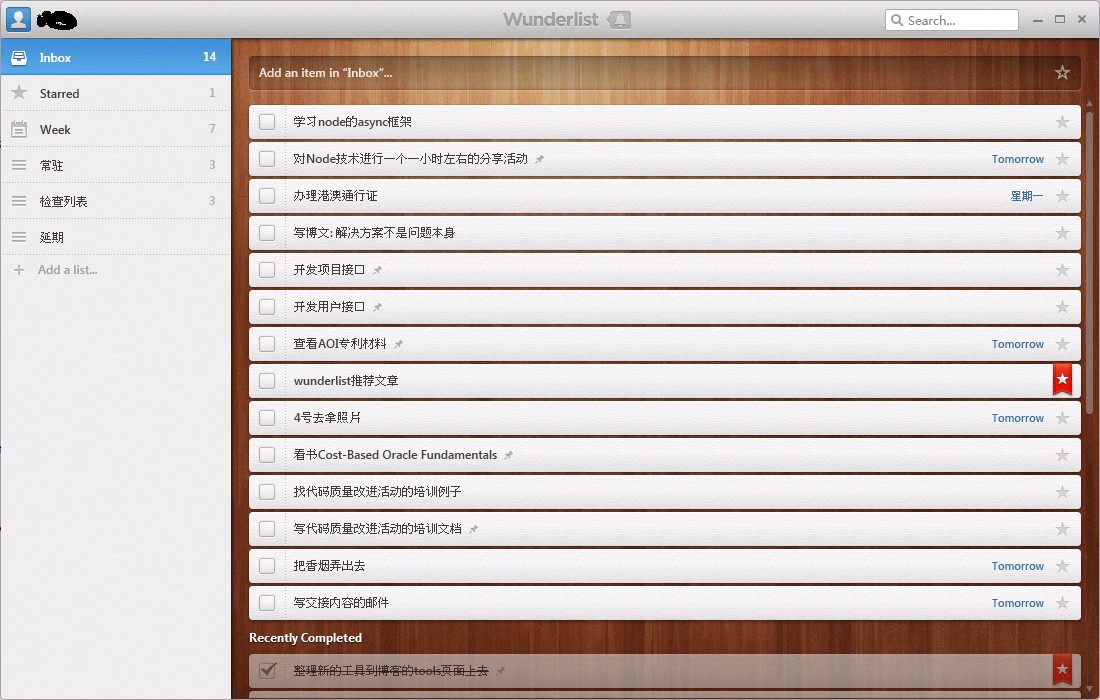 Wunderlist
Search...
Inbox 14
Starred 1
Week 7
常驻 3
检查列表 3
延期
Add a list...
Add an item in “Inbox”...
学习node的async框架
对Node技术进行一个一小时左右的分享活动 Tomorrow
办理港澳通行证 星期一
写博文: 解决方案不是问题本身
开发项目接口
开发用户接口
查看AOI专利材料 Tomorrow
wunderlist推荐文章
4号去拿照片 Tomorrow
看书Cost-Based Oracle Fundamentals
找代码质量改进活动的培训例子
写代码质量改进活动的培训文档
把香烟弄出去 Tomorrow
写交接内容的邮件 Tomorrow
Recently Completed
整理新的工具到博客的tools页面上去